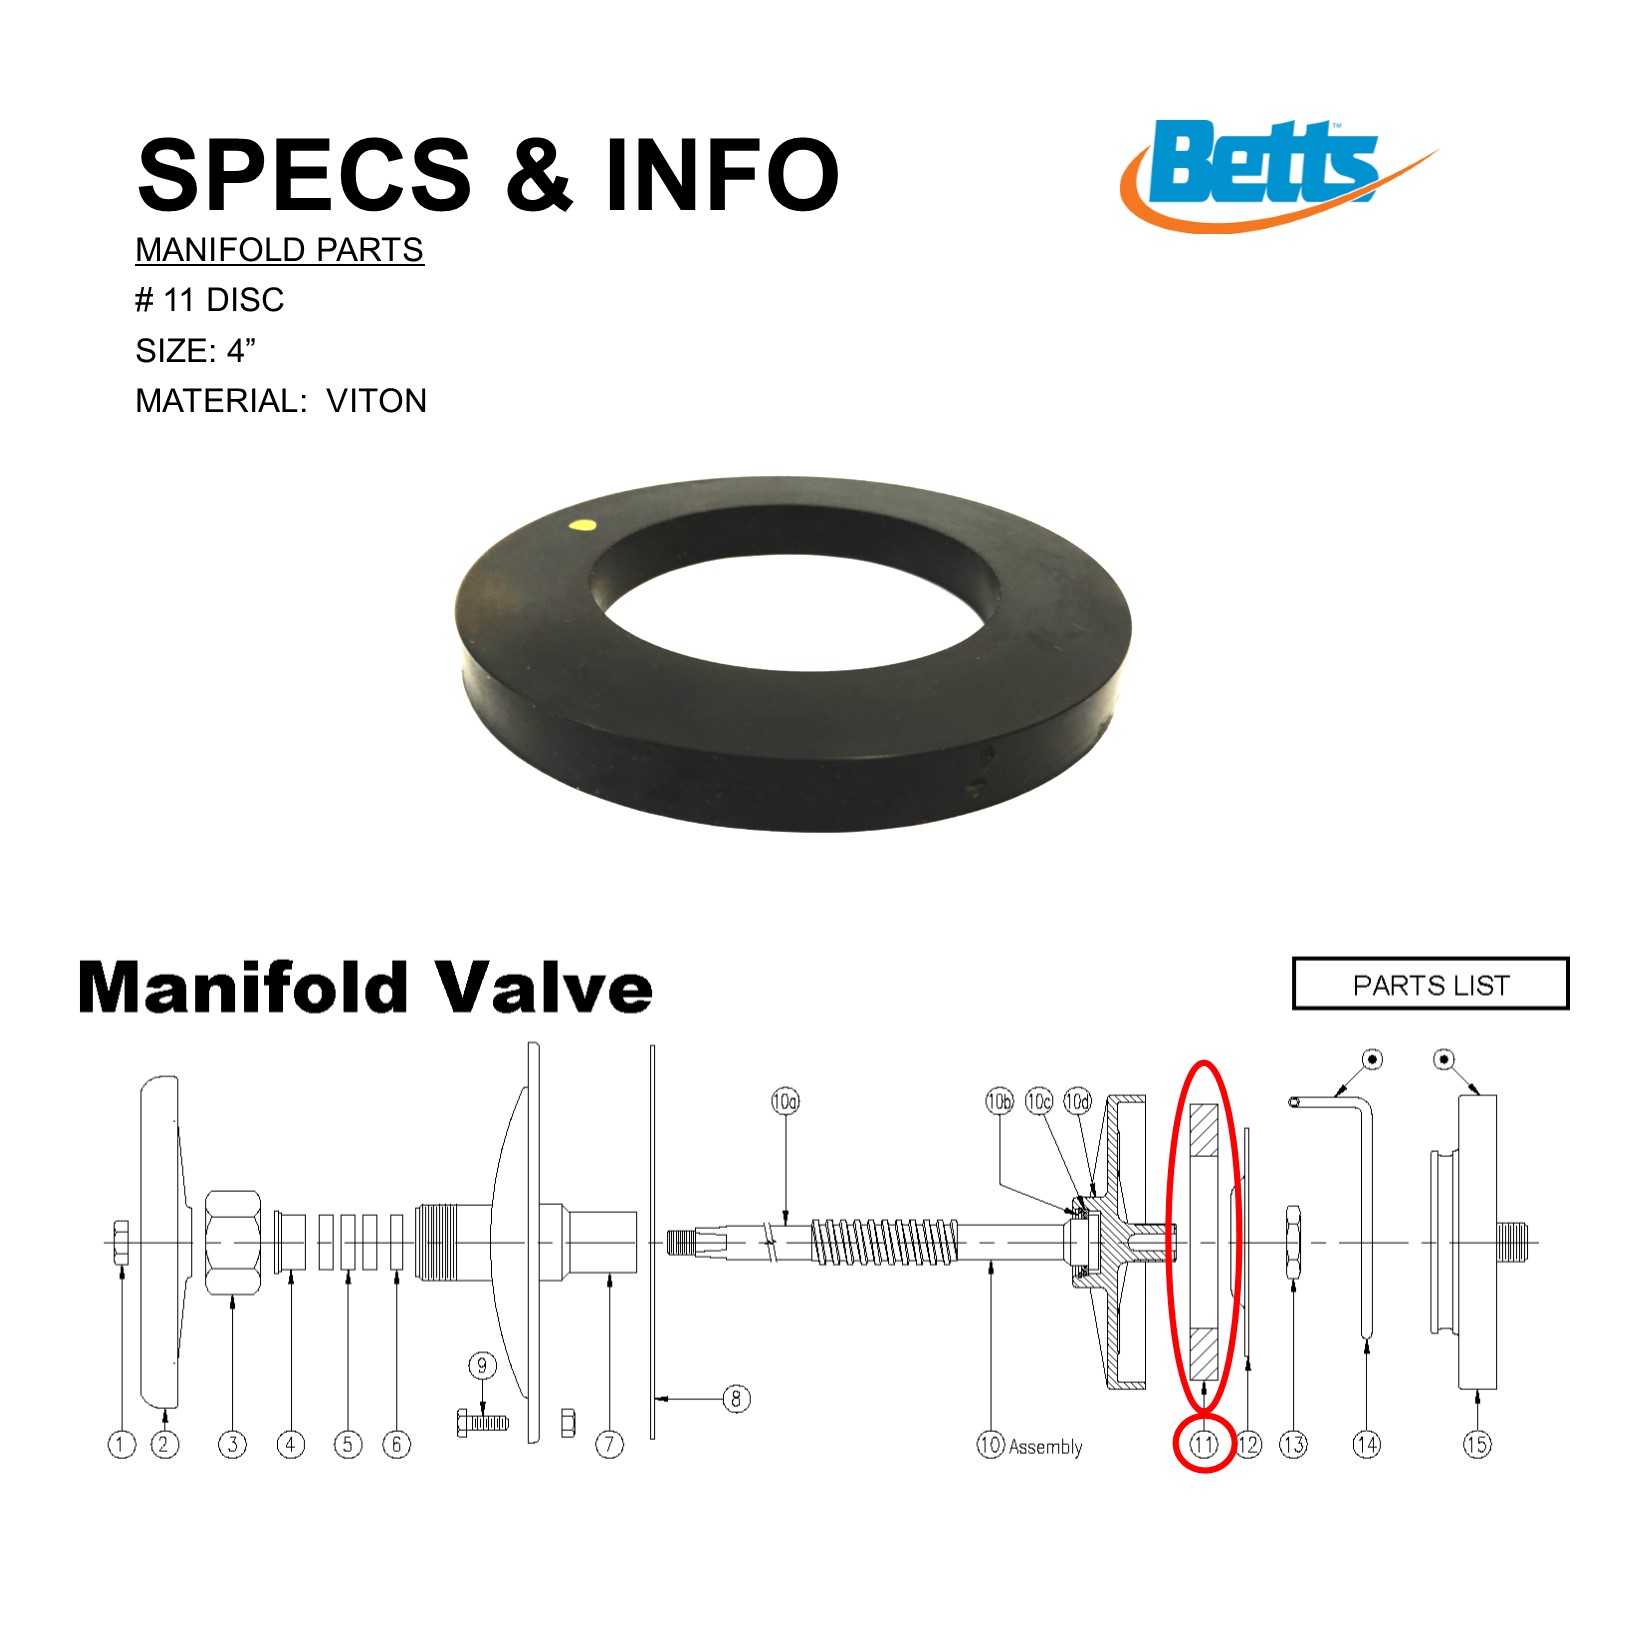 SPECS & INFO
Betts™
MANIFOLD PARTS
# 11 DISC
SIZE: 4”
MATERIAL:  VITON
Manifold Valve
PARTS LIST
10a
10b
10c
10d
9
8
1
2
3
4
5
6
7
10 Assembly
11
12
13
14
15